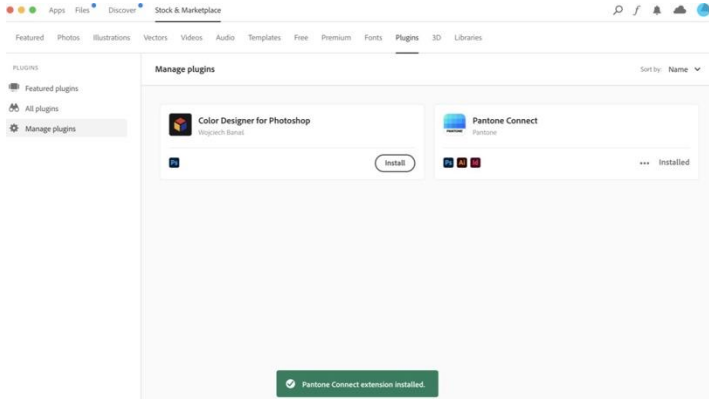 Apps Files Discover Stock & Marketplace
Featured Photos Illustrations Vectors Videos Audio Templates Free Premium Fonts Plugins 3D Libraries
PLUGINS
Featured plugins
All plugins
Manage plugins
Manage plugins
Sort by: Name
Color Designer for Photoshop
Wojciech Banaś
Ps
Install
PANTONE
Pantone Connect
Pantone
Ps Ai Id
••• Installed
Pantone Connect extension installed.